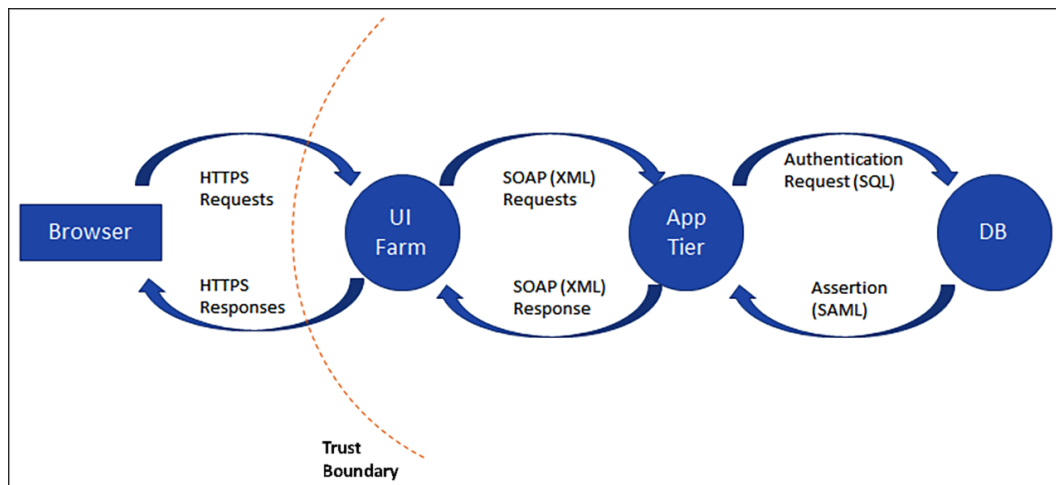 Browser
HTTPS
Requests
HTTPS
Responses
UI
Farm
SOAP (XML)
Requests
SOAP (XML)
Response
App
Tier
Authentication
Request (SQL)
Assertion
(SAML)
DB
Trust
Boundary